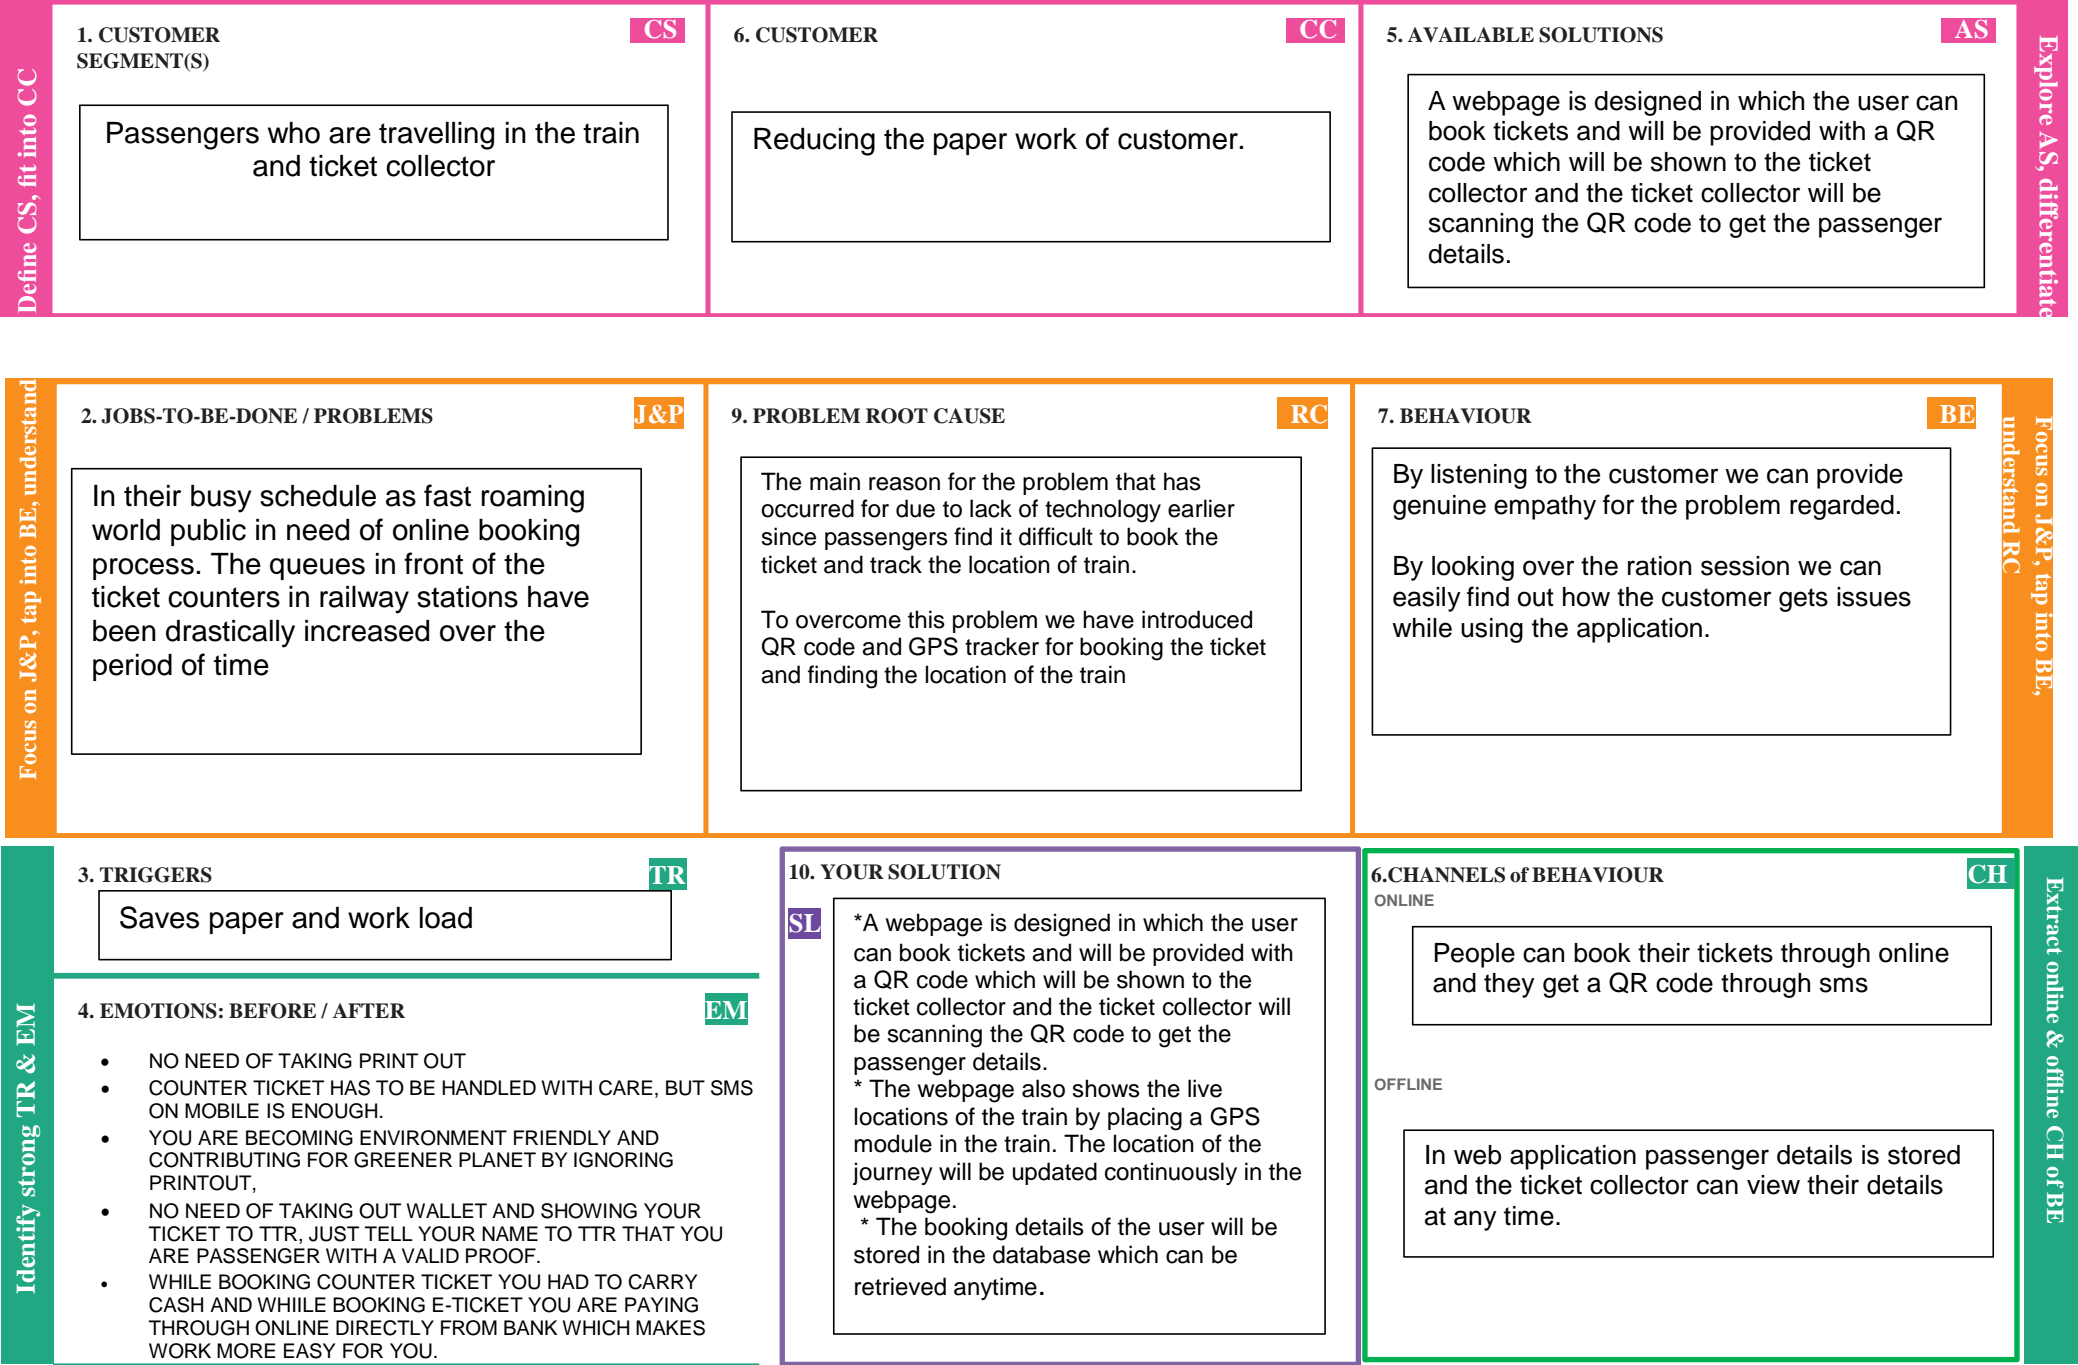 Define CS, fit into CC
1. CUSTOMER
SEGMENT(S)
CS
Passengers who are travelling in the train
and ticket collector
6. CUSTOMER
CC
Reducing the paper work of customer.
5. AVAILABLE SOLUTIONS
AS
A webpage is designed in which the user can
book tickets and will be provided with a QR
code which will be shown to the ticket
collector and the ticket collector will be
scanning the QR code to get the passenger
details.
Explore AS, differentiate
Focus on J&P, tap into BE, understand
2. JOBS-TO-BE-DONE / PROBLEMS
J&P
In their busy schedule as fast roaming
world public in need of online booking
process. The queues in front of the
ticket counters in railway stations have
been drastically increased over the
period of time
9. PROBLEM ROOT CAUSE
RC
The main reason for the problem that has
occurred for due to lack of technology earlier
since passengers find it difficult to book the
ticket and track the location of train.
To overcome this problem we have introduced
QR code and GPS tracker for booking the ticket
and finding the location of the train
7. BEHAVIOUR
BE
By listening to the customer we can provide
genuine empathy for the problem regarded.
By looking over the ration session we can
easily find out how the customer gets issues
while using the application.
Focus on J&P, tap into BE,
understand RC
Identify strong TR & EM
3. TRIGGERS
TR
Saves paper and work load
4. EMOTIONS: BEFORE / AFTER
EM
• NO NEED OF TAKING PRINT OUT
• COUNTER TICKET HAS TO BE HANDLED WITH CARE, BUT SMS
ON MOBILE IS ENOUGH.
• YOU ARE BECOMING ENVIRONMENT FRIENDLY AND
CONTRIBUTING FOR GREENER PLANET BY IGNORING
PRINTOUT,
• NO NEED OF TAKING OUT WALLET AND SHOWING YOUR
TICKET TO TTR, JUST TELL YOUR NAME TO TTR THAT YOU
ARE PASSENGER WITH A VALID PROOF.
• WHILE BOOKING COUNTER TICKET YOU HAD TO CARRY
CASH AND WHIILE BOOKING E-TICKET YOU ARE PAYING
THROUGH ONLINE DIRECTLY FROM BANK WHICH MAKES
WORK MORE EASY FOR YOU.
10. YOUR SOLUTION
SL
*A webpage is designed in which the user
can book tickets and will be provided with
a QR code which will be shown to the
ticket collector and the ticket collector will
be scanning the QR code to get the
passenger details.
* The webpage also shows the live
locations of the train by placing a GPS
module in the train. The location of the
journey will be updated continuously in the
webpage.
* The booking details of the user will be
stored in the database which can be
retrieved anytime.
6.CHANNELS of BEHAVIOUR
CH
ONLINE
People can book their tickets through online
and they get a QR code through sms
OFFLINE
In web application passenger details is stored
and the ticket collector can view their details
at any time.
Extract online & offline CH of BE